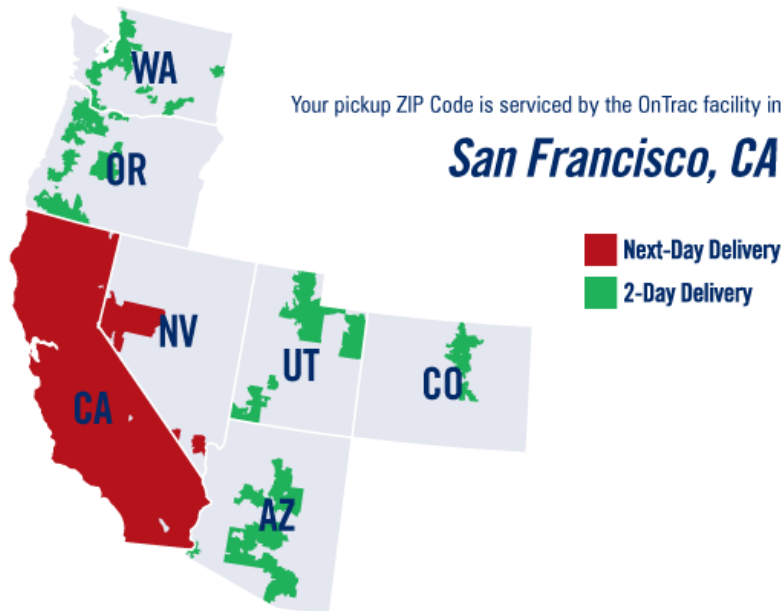 WA
Your pickup ZIP Code is serviced by the OnTrac facility in
San Francisco, CA
OR
Next-Day Delivery
2-Day Delivery
NV
UT
CO
CA
AZ